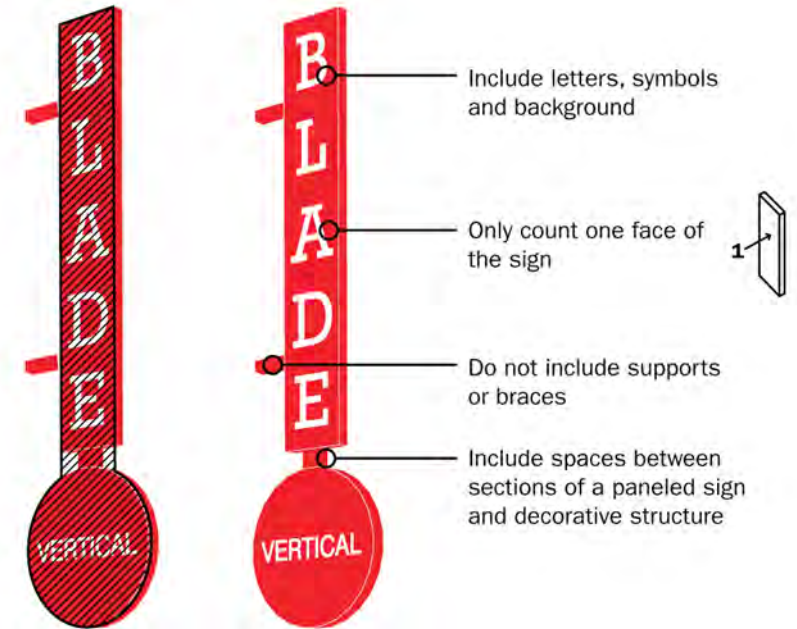 B
L
A
D
E
VERTICAL
B
L
A
D
E
VERTICAL
Include letters, symbols
and background
Only count one face of
the sign
1
Do not include supports
or braces
Include spaces between
sections of a paneled sign
and decorative structure